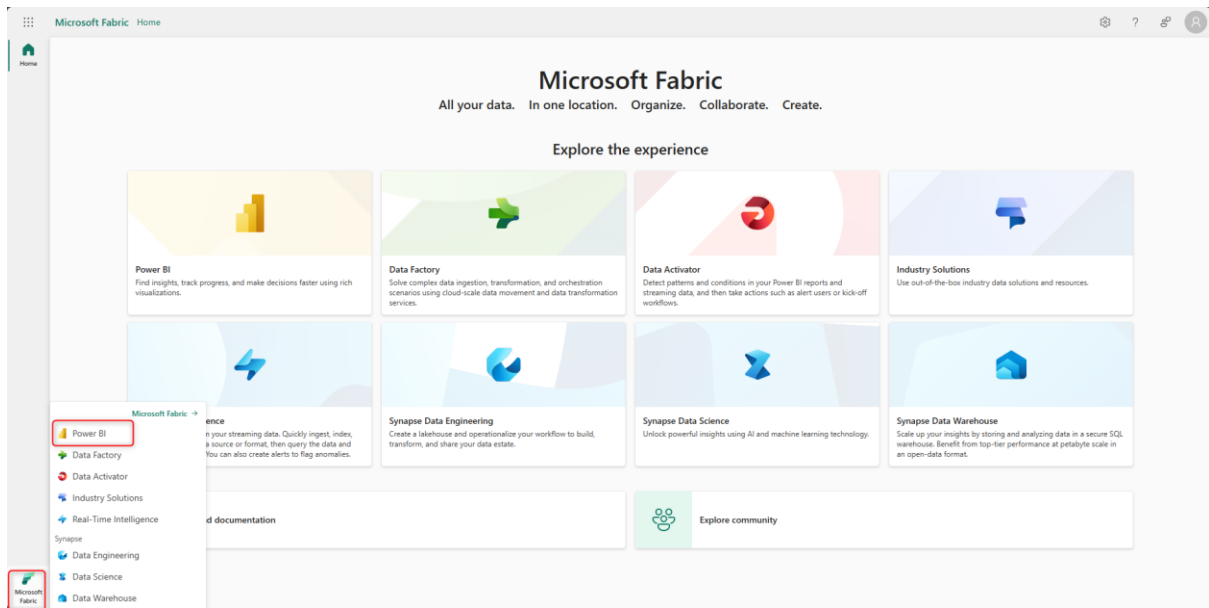 Microsoft Fabric Home
?
Home
Microsoft Fabric
All your data. In one location. Organize. Collaborate. Create.
Explore the experience
Power BI
Find insights, track progress, and make decisions faster using rich
visualizations.
Data Factory
Solve complex data ingestion, transformation, and orchestration
scenarios using cloud-scale data movement and data transformation
services.
Data Activator
Detect patterns and conditions in your Power BI reports and
streaming data, and then take actions such as alert users or kick-off
workflows.
Industry Solutions
Use out-of-the-box industry data solutions and resources.
ence
n your streaming data. Quickly ingest, index,
a source or format, then query the data and
You can also create alerts to flag anomalies.
Synapse Data Engineering
Create a lakehouse and operationalize your workflow to build,
transform, and share your data estate.
Synapse Data Science
Unlock powerful insights using AI and machine learning technology.
Synapse Data Warehouse
Scale up your insights by storing and analyzing data in a secure SQL
warehouse. Benefit from top-tier performance at petabyte scale in
an open-data format.
d documentation
Explore community
Microsoft Fabric →
Power BI
Data Factory
Data Activator
Industry Solutions
Real-Time Intelligence
Synapse
Data Engineering
Data Science
Data Warehouse
Microsoft
Fabric